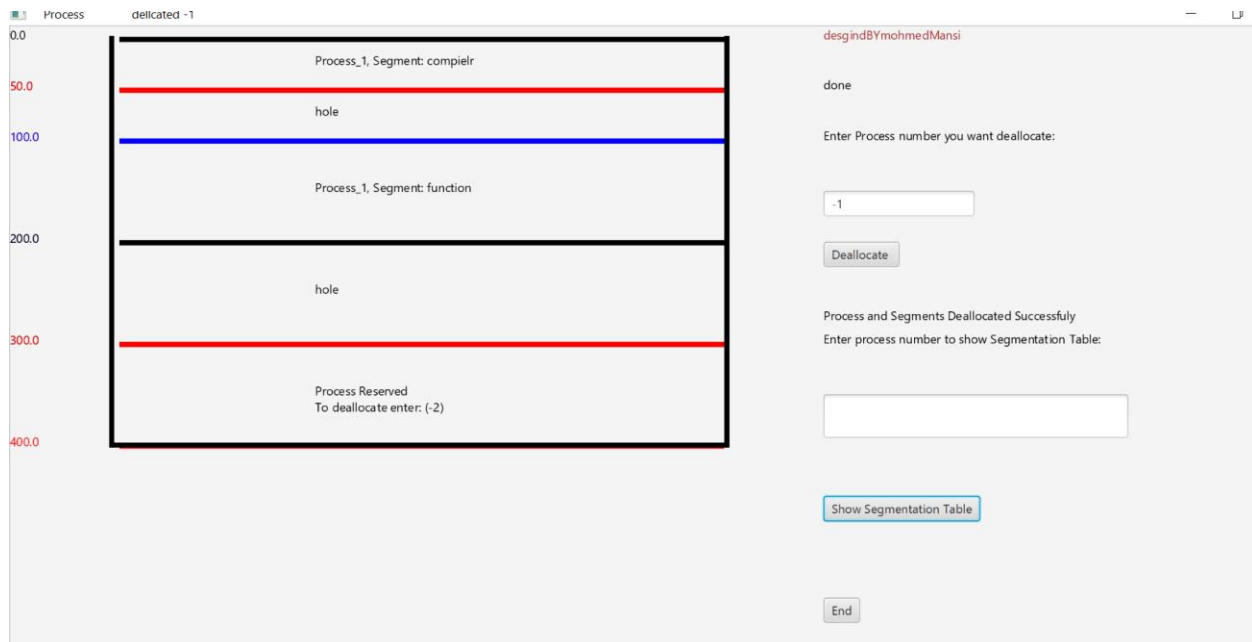 Process dellcated -1
0.0
desgindBYmohmedMansi
Process_1, Segment: compielr
50.0
done
hole
100.0
Enter Process number you want deallocate:
Process_1, Segment: function
-1
200.0
Deallocate
hole
Process and Segments Deallocated Successfuly
300.0
Enter process number to show Segmentation Table:
Process Reserved
To deallocate enter: (-2)
400.0
Show Segmentation Table
End